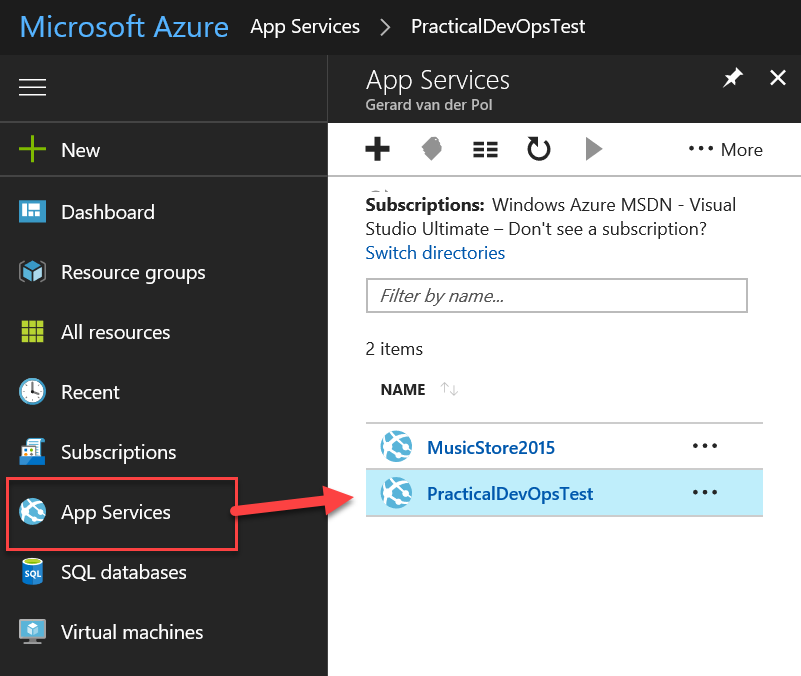 Microsoft Azure App Services > PracticalDevOpsTest
App Services
Gerard van der Pol
New
More
Dashboard
Resource groups
All resources
Recent
Subscriptions
App Services
SQL databases
SQL
Virtual machines
Subscriptions: Windows Azure MSDN - Visual
Studio Ultimate – Don't see a subscription?
Switch directories
Filter by name...
2 items
NAME
MusicStore2015
PracticalDevOpsTest